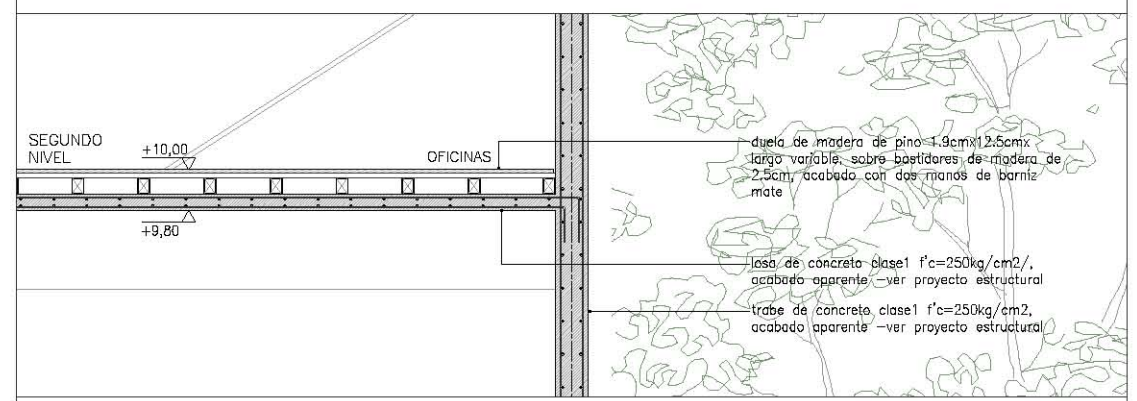 SEGUNDO
NIVEL
+10,00
OFICINAS
+9,80
duela de madera de pino 1.9cmx12.5cmx
largo variable, sobre bastidores de madera de
2.5cm, acabado con dos manos de barniz
mate
losa de concreto clase1 f'c=250kg/cm2/,
acabado aparente -ver proyecto estructural
trabe de concreto clase1 f'c=250kg/cm2,
acabado aparente -ver proyecto estructural